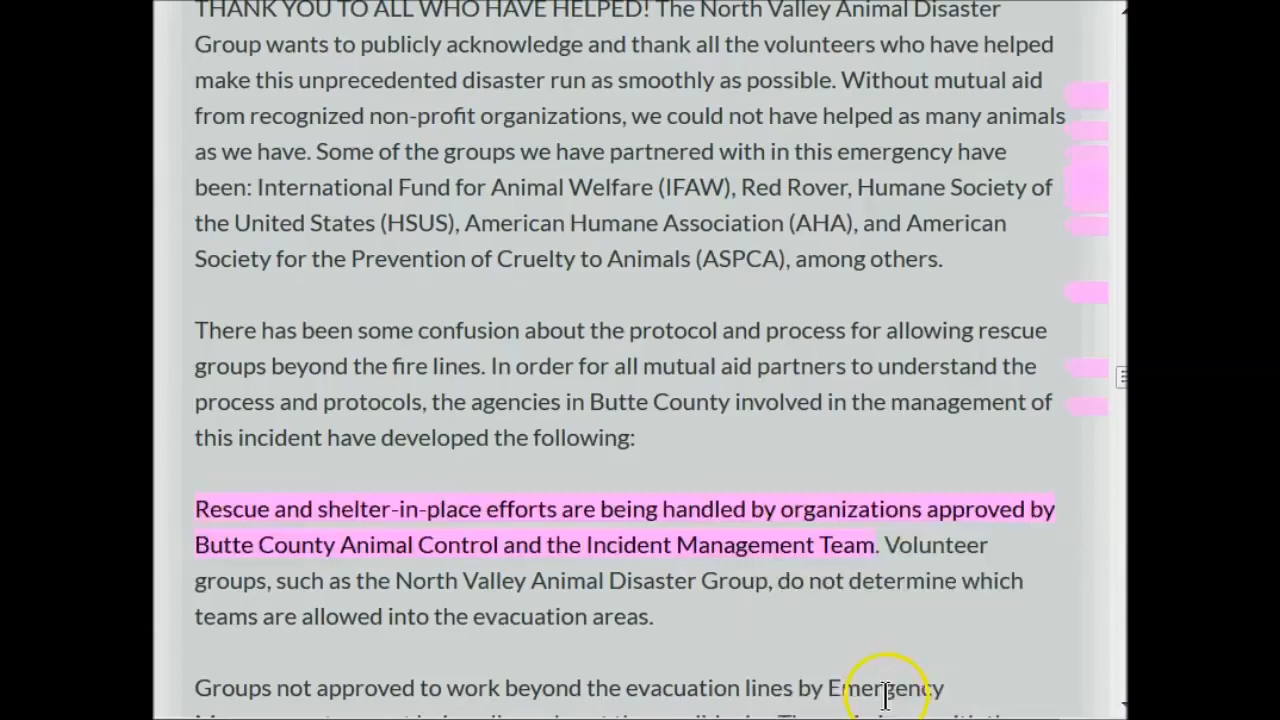 THANK YOU TO ALL WHO HAVE HELPED! The North Valley Animal Disaster
Group wants to publicly acknowledge and thank all the volunteers who have helped
make this unprecedented disaster run as smoothly as possible. Without mutual aid
from recognized non-profit organizations, we could not have helped as many animals
as we have. Some of the groups we have partnered with in this emergency have
been: International Fund for Animal Welfare (IFAW), Red Rover, Humane Society of
the United States (HSUS), American Humane Association (AHA), and American
Society for the Prevention of Cruelty to Animals (ASPCA), among others.
There has been some confusion about the protocol and process for allowing rescue
groups beyond the fire lines. In order for all mutual aid partners to understand the
process and protocols, the agencies in Butte County involved in the management of
this incident have developed the following:
Rescue and shelter-in-place efforts are being handled by organizations approved by
Butte County Animal Control and the Incident Management Team. Volunteer
groups, such as the North Valley Animal Disaster Group, do not determine which
teams are allowed into the evacuation areas.
Groups not approved to work beyond the evacuation lines by Emergency